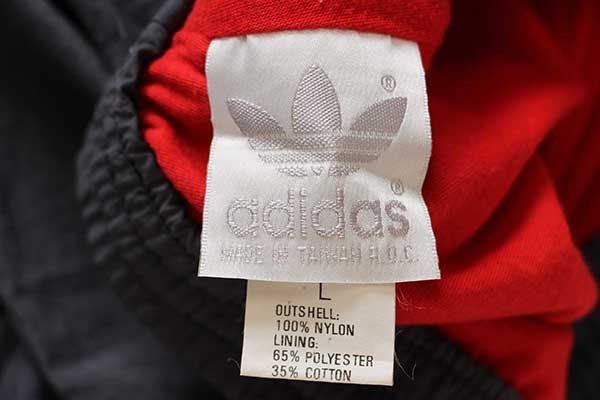 ®
adidas®
MADE IN TAIWAN R.O.C.
L
OUTSHELL:
100% NYLON
LINING:
65% POLYESTER
35% COTTON